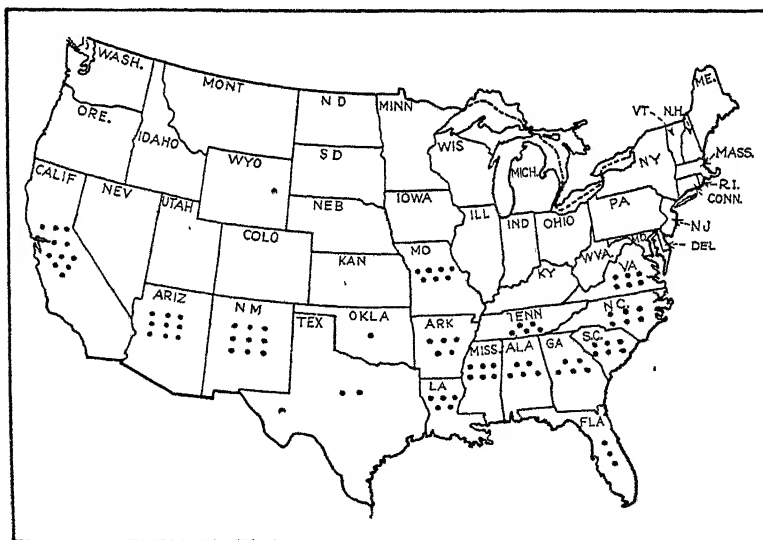 WASH.
MONT
N D
MINN
ME.
VT.
N.H.
ORE.
IDAHO
WYO
S D
WIS
MICH.
NY
MASS.
R.I.
CONN.
CALIF
NEV
UTAH
COLO
NEB
IOWA
ILL
IND
OHIO
PA
NJ
DEL
MD
KAN
MO
KY
W.VA
VA
ARIZ
N M
TEX
OKLA
ARK
TENN
N C.
S.C.
MISS.
ALA
GA
LA
FLA